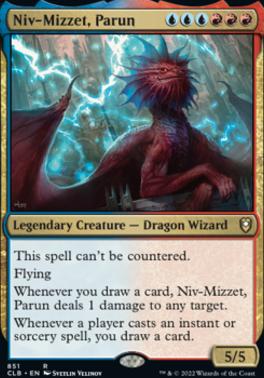 Niv-Mizzet, Parun
Legendary Creature — Dragon Wizard
This spell can't be countered.
Flying
Whenever you draw a card, Niv-Mizzet,
Parun deals 1 damage to any target.
Whenever a player casts an instant or
sorcery spell, you draw a card.
5/5
851 R
CLB • EN SVETLIN VELINOV
™ & © 2022 Wizards of the Coast